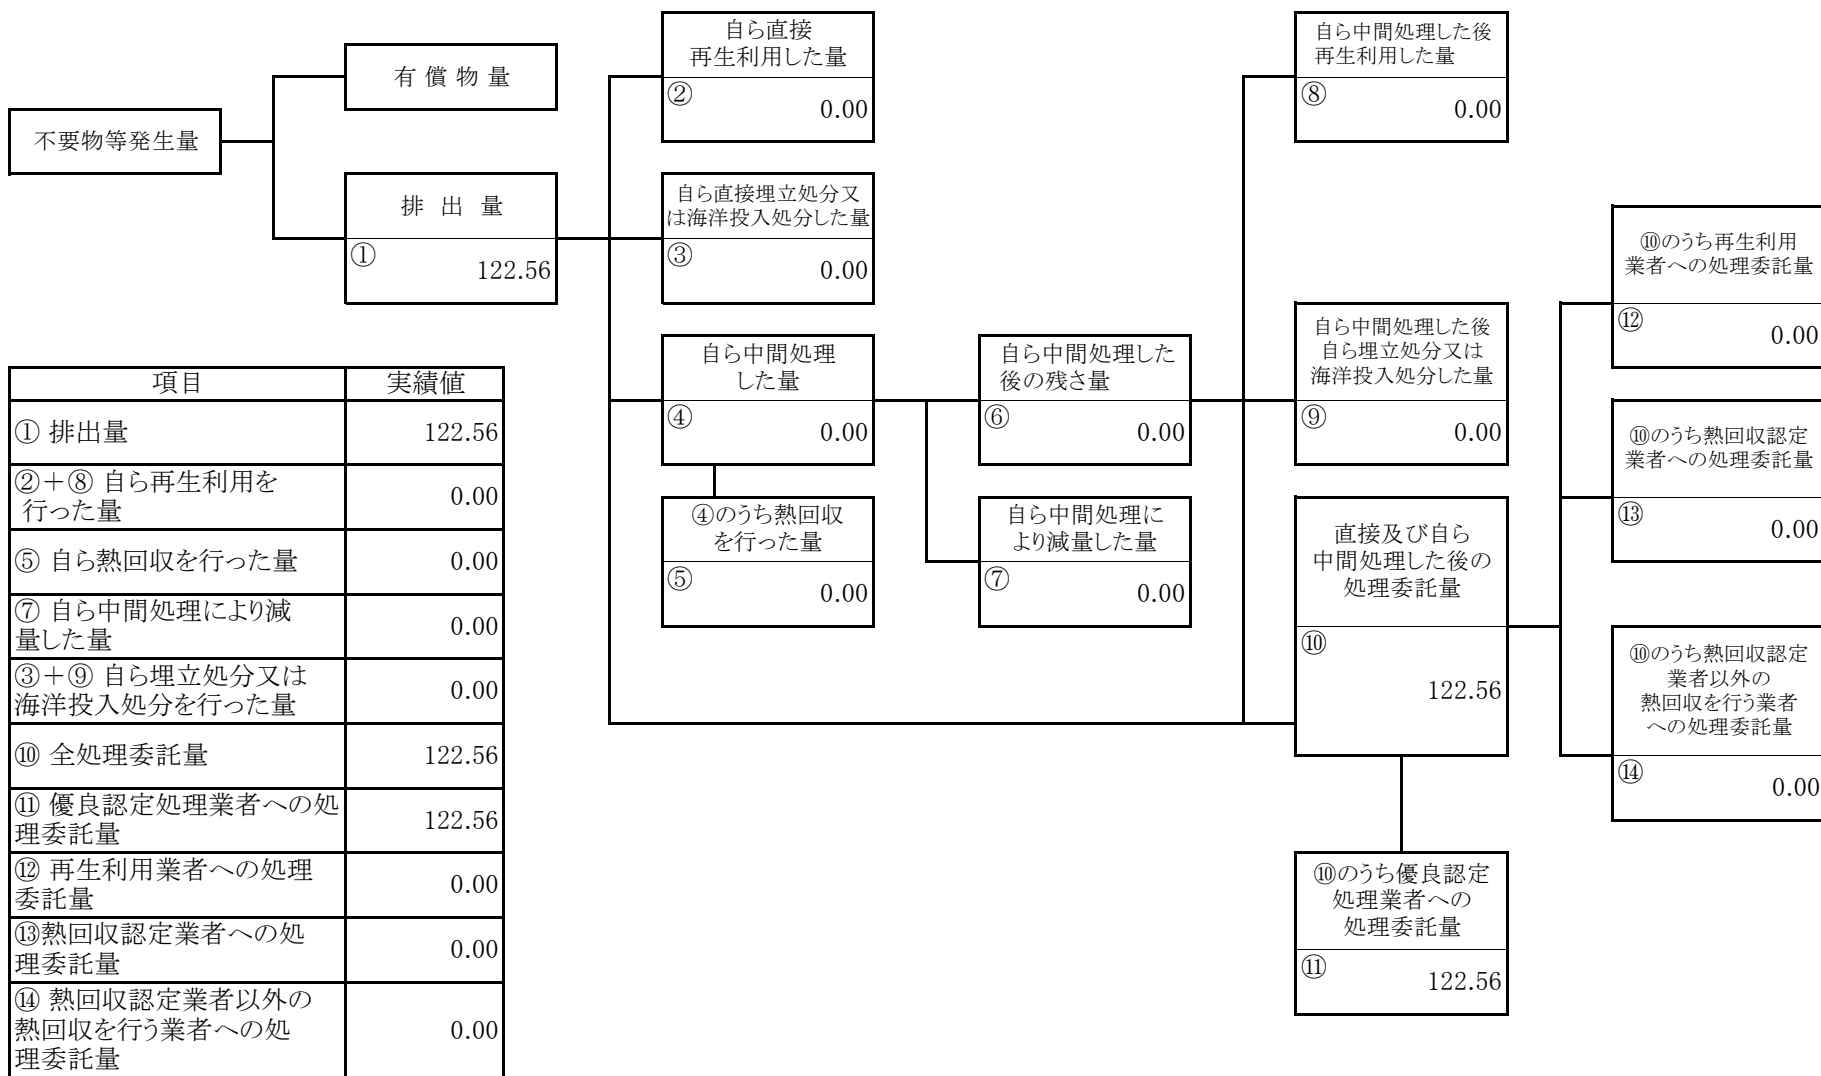 不要物等発生量
有 償 物 量
排 出 量
①
122.56
自ら直接
再生利用した量
②
0.00
自ら直接埋立処分又
は海洋投入処分した量
③
0.00
自ら中間処理
した量
④
0.00
④のうち熱回収
を行った量
⑤
0.00
自ら中間処理した
後の残さ量
⑥
0.00
自ら中間処理に
より減量した量
⑦
0.00
自ら中間処理した後
再生利用した量
⑧
0.00
自ら中間処理した後
自ら埋立処分又は
海洋投入処分した量
⑨
0.00
直接及び自ら
中間処理した後の
処理委託量
⑩
122.56
⑩のうち優良認定
処理業者への
処理委託量
⑪
122.56
⑩のうち再生利用
業者への処理委託量
⑫
0.00
⑩のうち熱回収認定
業者への処理委託量
⑬
0.00
⑩のうち熱回収認定
業者以外の
熱回収を行う業者
への処理委託量
⑭
0.00
項目 実績値
① 排出量 122.56
②＋⑧ 自ら再生利用を
行った量 0.00
⑤ 自ら熱回収を行った量 0.00
⑦ 自ら中間処理により減
量した量 0.00
③＋⑨ 自ら埋立処分又は
海洋投入処分を行った量 0.00
⑩ 全処理委託量 122.56
⑪ 優良認定処理業者への処
理委託量 122.56
⑫ 再生利用業者への処理
委託量 0.00
⑬熱回収認定業者への処
理委託量 0.00
⑭ 熱回収認定業者以外の
熱回収を行う業者への処
理委託量 0.00